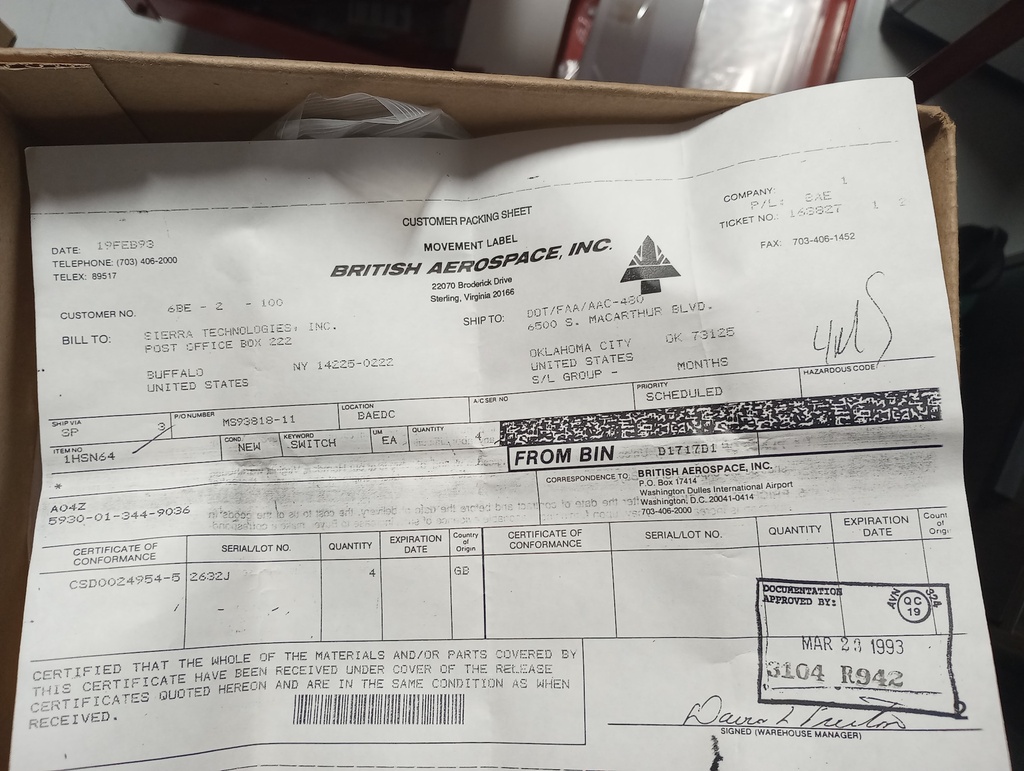 CUSTOMER PACKING SHEET
COMPANY: 1
P/L: BAE
TICKET NO. 163827 1 2
FAX: 703-406-1452
DATE: 19FEB93
TELEPHONE: (703) 406-2000
TELEX: 89517
MOVEMENT LABEL
BRITISH AEROSPACE, INC.
22070 Broderick Drive
Sterling, Virginia 20166
CUSTOMER NO. 6BE - 2 - 100
BILL TO: SIERRA TECHNOLOGIES, INC.
POST OFFICE BOX 222
BUFFALO NY 14225-0222
UNITED STATES
SHIP TO: DOT/FAA/AAC-480
6500 S. MACARTHUR BLVD.
OKLAHOMA CITY OK 73125
UNITED STATES
S/L GROUP - MONTHS
SHIP VIA SP 3
P/O NUMBER MS93818-11
LOCATION BAEDC
A/C SER NO
PRIORITY SCHEDULED
HAZARDOUS CODE
ITEM NO 1HSN64
COND. NEW
KEYWORD SWITCH
UM EA
QUANTITY 4
FROM BIN D1717D1
*
A04Z
5930-01-344-9036
CORRESPONDENCE TO BRITISH AEROSPACE, INC.
P.O. Box 17414
Washington Dulles International Airport
Washington, D.C. 20041-0414
703-406-2000
CERTIFICATE OF CONFORMANCE SERIAL/LOT NO. QUANTITY EXPIRATION DATE Country of Origin CERTIFICATE OF CONFORMANCE SERIAL/LOT NO. QUANTITY EXPIRATION DATE
CSD0024954-5 2632J 4 GB
DOCUMENTATION
APPROVED BY:
QC
19
MAR 23 1993
3104 R942
2
CERTIFIED THAT THE WHOLE OF THE MATERIALS AND/OR PARTS COVERED BY
THIS CERTIFICATE HAVE BEEN RECEIVED UNDER COVER OF THE RELEASE
CERTIFICATES QUOTED HEREON AND ARE IN THE SAME CONDITION AS WHEN
RECEIVED.
SIGNED (WAREHOUSE MANAGER)